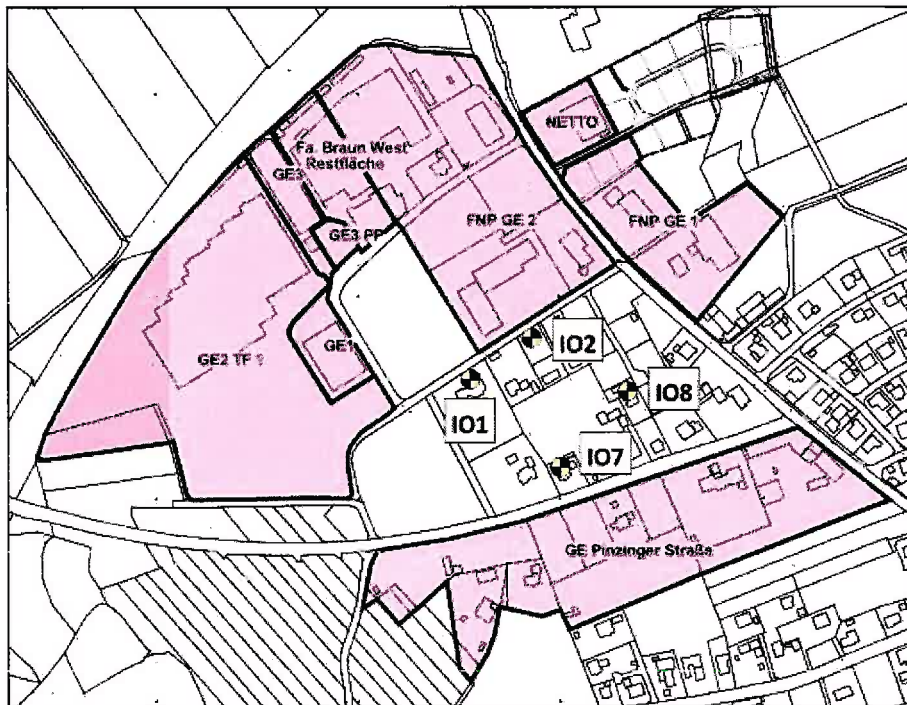 NETTO
Fa. Braun West
Restfläche
GE3
GE3 PP
FNP GE 2
FNP GE 1
GE2 TF 1
GE1
IO2
IO1
IO8
IO7
GE Pinzinger Straße